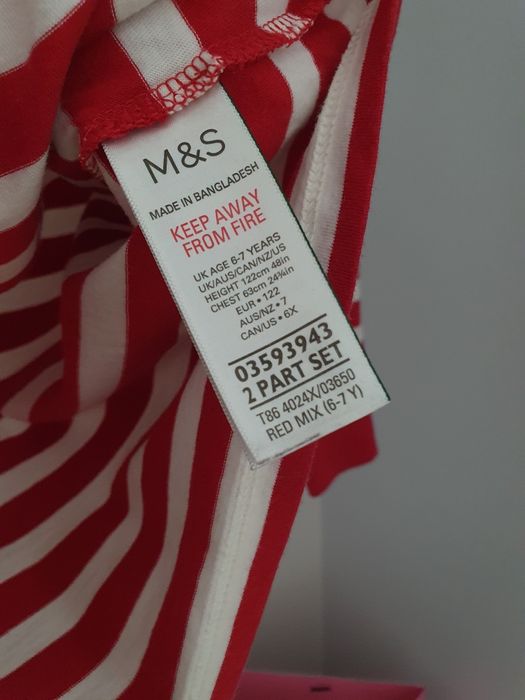 M&S
MADE IN BANGLADESH
KEEP AWAY
FROM FIRE
UK AGE 6-7 YEARS
UK/AUS/CAN/NZ/US
HEIGHT 122cm 48in
CHEST 63cm 24¾in
EUR • 122
AUS/NZ • 7
CAN/US • 6X
03593943
2 PART SET
T86 4024X/03650
RED MIX (6-7 Y)